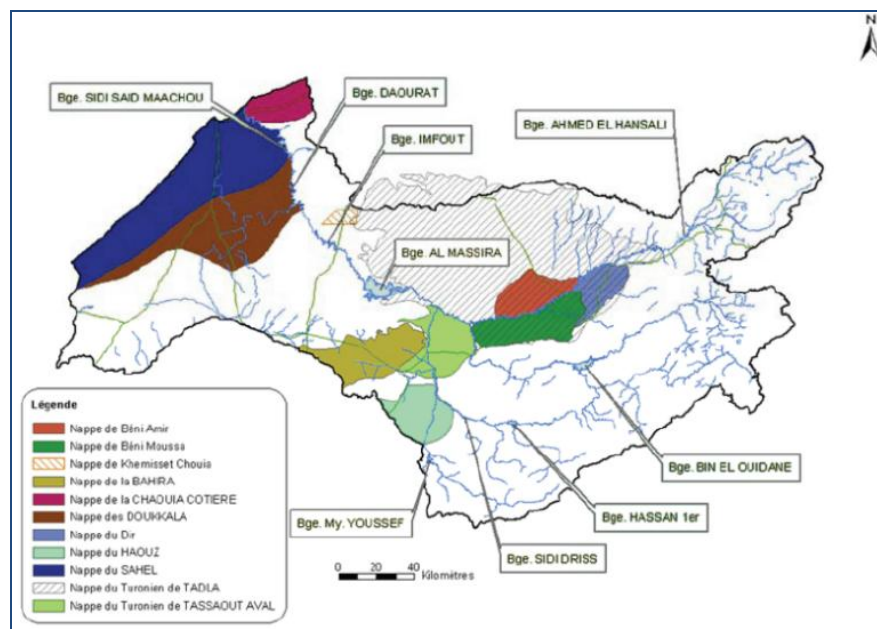 N
Bge. SIDI SAID MAACHOU
Bge. DAOURAT
Bge. IMFOUT
Bge. AHMED EL HANSALI
Bge. AL MASSIRA
Bge. BIN EL OUIDANE
Bge. HASSAN 1er
Bge. My. YOUSSEF
Bge. SIDI DRISS
Légende
Nappe de Béni Amir
Nappe de Béni Moussa
Nappe de Khemisset Chouia
Nappe de la BAHIRA
Nappe de la CHAOUIA COTIERE
Nappe des DOUKKALA
Nappe du Dir
Nappe du HAOUZ
Nappe du SAHEL
Nappe du Turonien de TADLA
Nappe du Turonien de TASSAOUT AVAL
20 10 0 20 40
Kilomètres